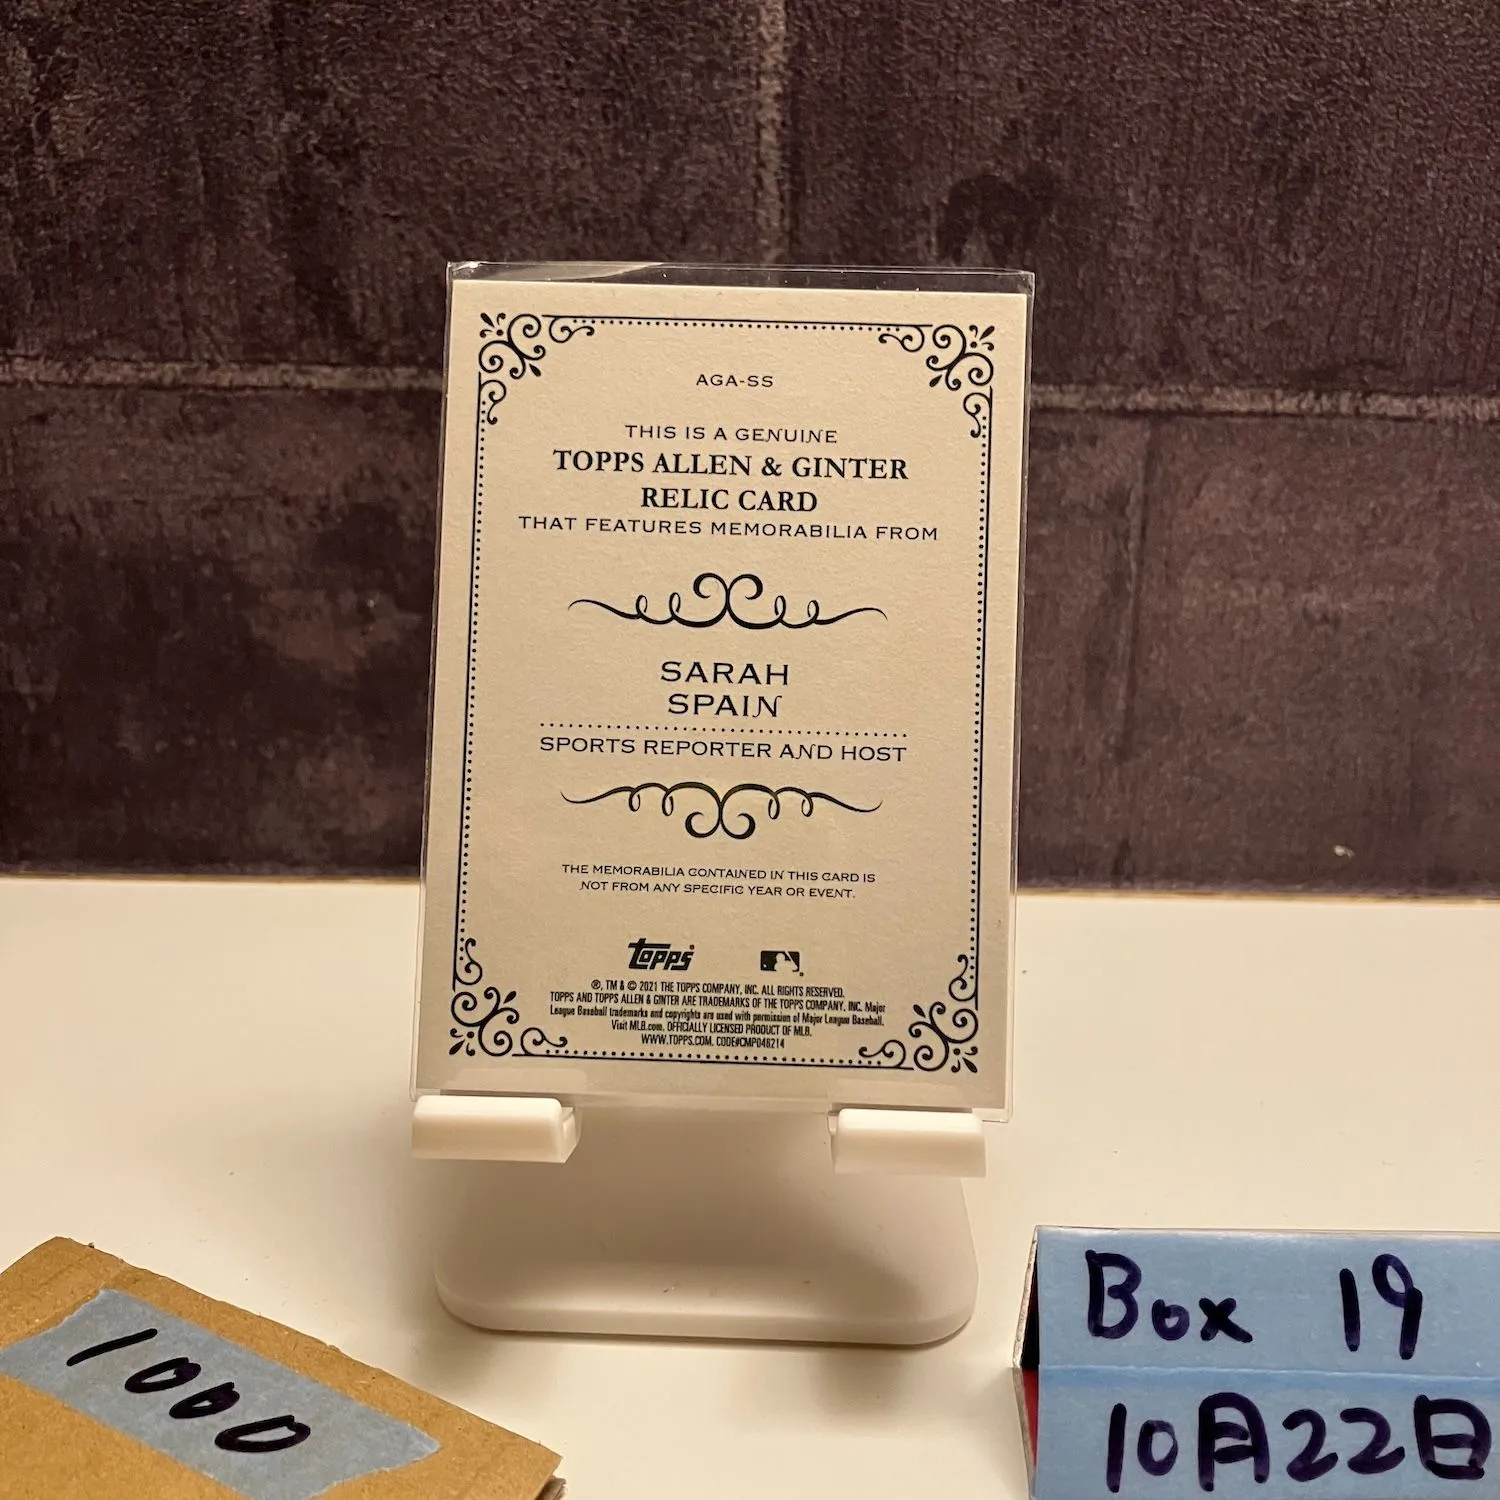 AGA-SS
THIS IS A GENUINE
TOPPS ALLEN & GINTER
RELIC CARD
THAT FEATURES MEMORABILIA FROM
SARAH
SPAIN
SPORTS REPORTER AND HOST
THE MEMORABILIA CONTAINED IN THIS CARD IS
NOT FROM ANY SPECIFIC YEAR OR EVENT.
Topps
®, TM & © 2021 THE TOPPS COMPANY, INC. ALL RIGHTS RESERVED.
TOPPS AND TOPPS ALLEN & GINTER ARE TRADEMARKS OF THE TOPPS COMPANY, INC. Major
League Baseball trademarks and copyrights are used with permission of Major League Baseball.
Visit MLB.com. OFFICIALLY LICENSED PRODUCT OF MLB.
WWW.TOPPS.COM. CODE#CMP046214
1000
Box 19
10月22日